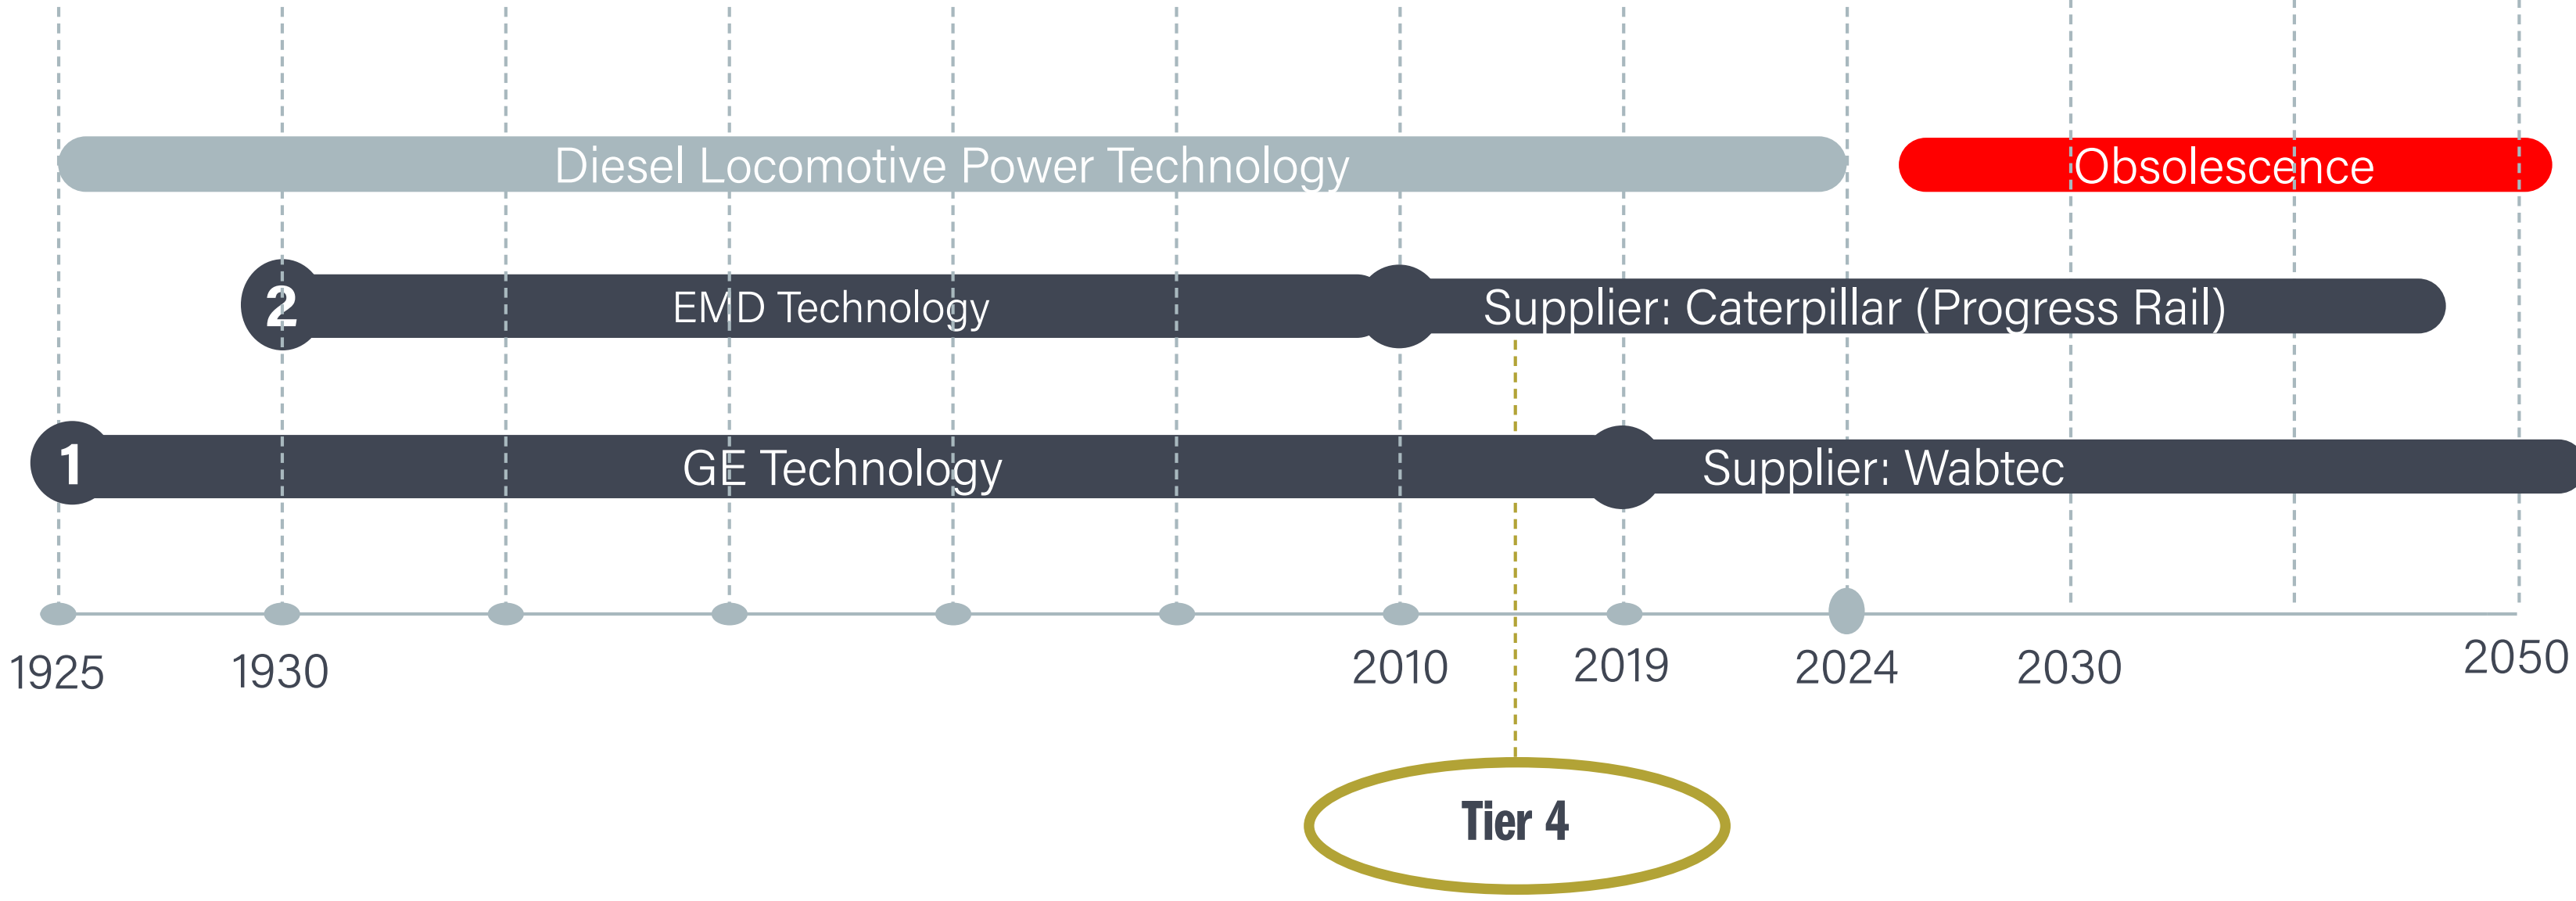 Diesel Locomotive Power Technology
Obsolescence
2
EMD Technology
Supplier: Caterpillar (Progress Rail)
1
GE Technology
Supplier: Wabtec
1925
1930
2010
2019
2024
2030
2050
Tier 4